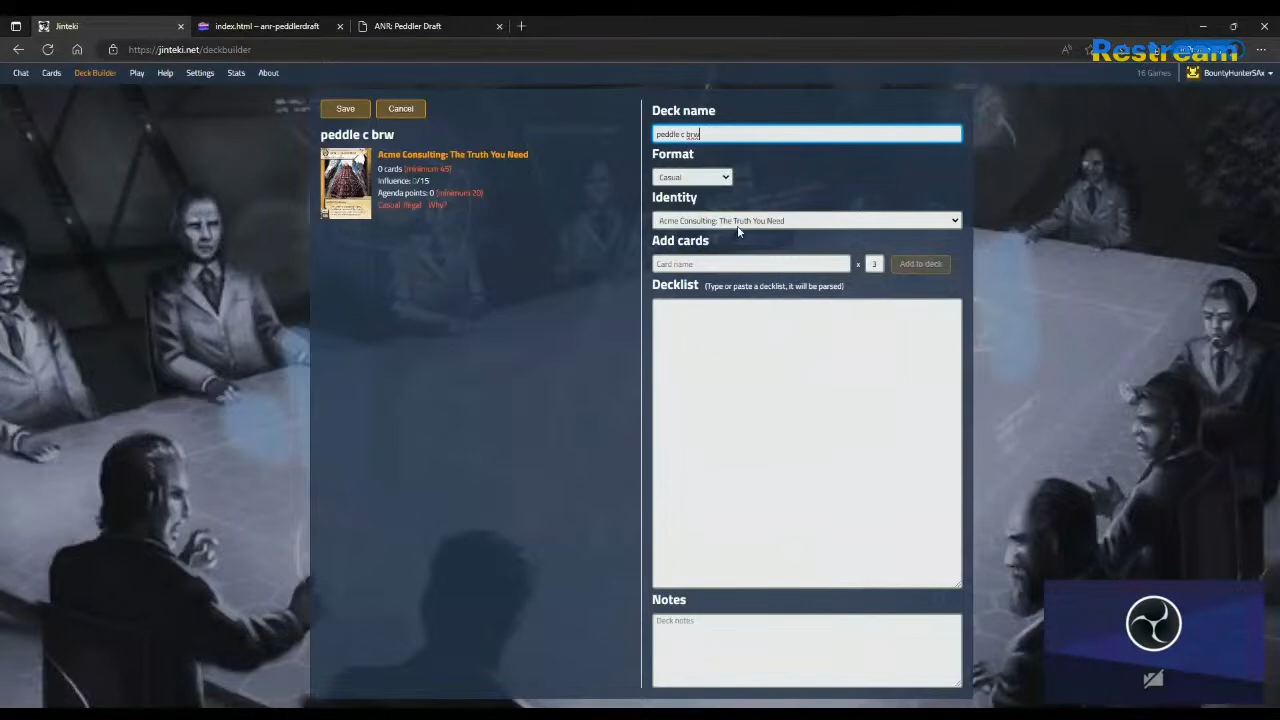 Jinteki
index.html – anr-peddlerdraft
ANR: Peddler Draft
https://jinteki.net/deckbuilder
Restream
Chat
Cards
Deck Builder
Play
Help
Settings
Stats
About
16 Games
BountyHunterSAx
Save
Cancel
peddle c brw
Acme Consulting: The Truth You Need
0 cards (minimum 45)
Influence: 0/15
Agenda points: 0 (minimum 20)
Casual illegal Why?
Deck name
peddle c brw
Format
Casual
Identity
Acme Consulting: The Truth You Need
Add cards
Card name
x
3
Add to deck
Decklist (Type or paste a decklist, it will be parsed)
Notes
Deck notes